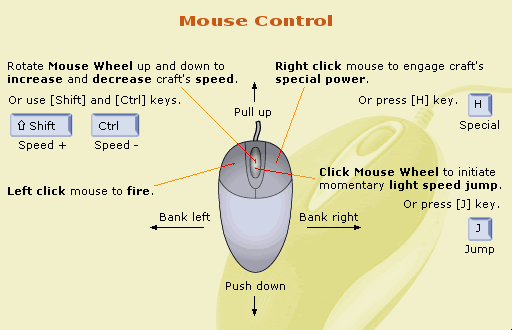 Mouse Control
Rotate Mouse Wheel up and down to
increase and decrease craft's speed.
Or use [Shift] and [Ctrl] keys.
⇧ Shift
Ctrl
Speed +
Speed -
Right click mouse to engage craft's
special power.
Or press [H] key.
H
Special
Pull up
Left click mouse to fire.
Click Mouse Wheel to initiate
momentary light speed jump.
Or press [J] key.
J
Jump
Bank left
Bank right
Push down